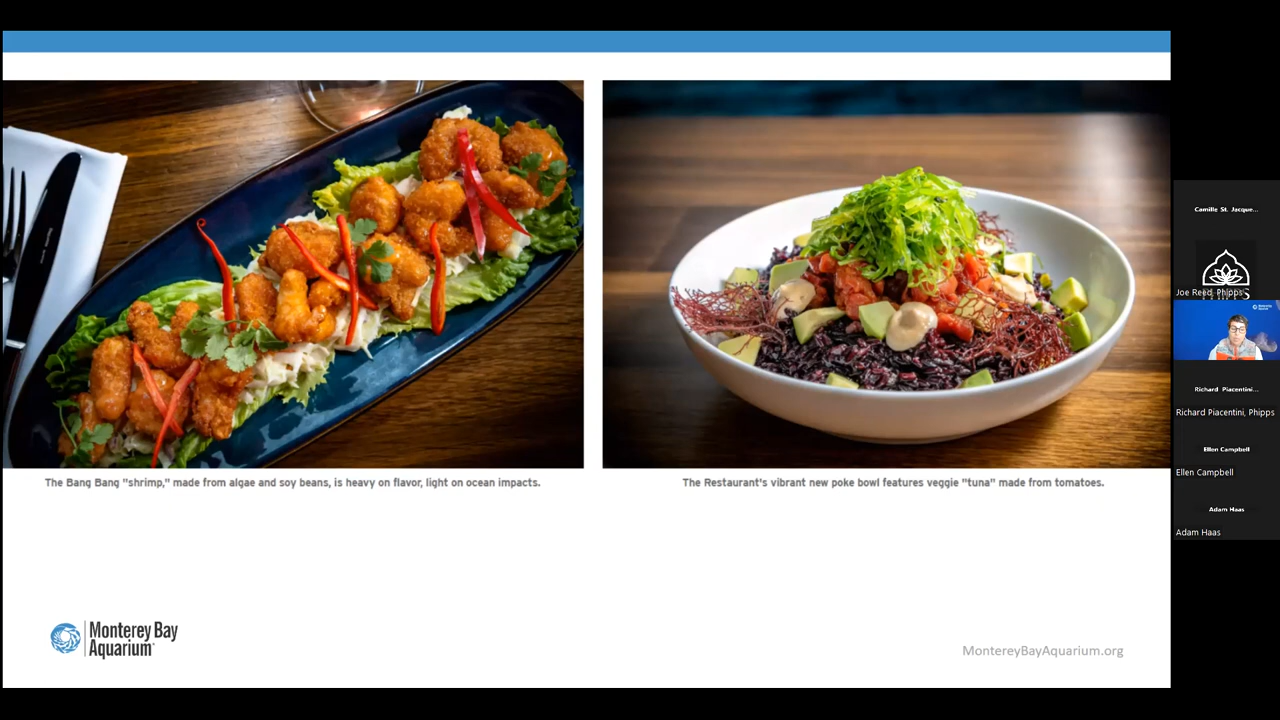 The Bang Bang "shrimp," made from algae and soy beans, is heavy on flavor, light on ocean impacts.
The Restaurant's vibrant new poke bowl features veggie "tuna" made from tomatoes.
Monterey Bay
Aquarium
MontereyBayAquarium.org
Camille St. Jacque...
Joe Reed, Phipps
Richard Piacentini...
Richard Piacentini, Phipps
Ellen Campbell
Ellen Campbell
Adam Haas
Adam Haas